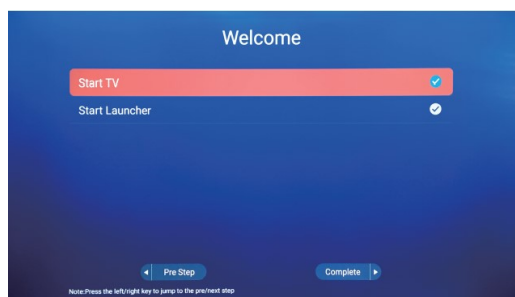 Welcome
Start TV
Start Launcher
Pre Step
Complete
Note:Press the left/right key to jump to the pre/next step